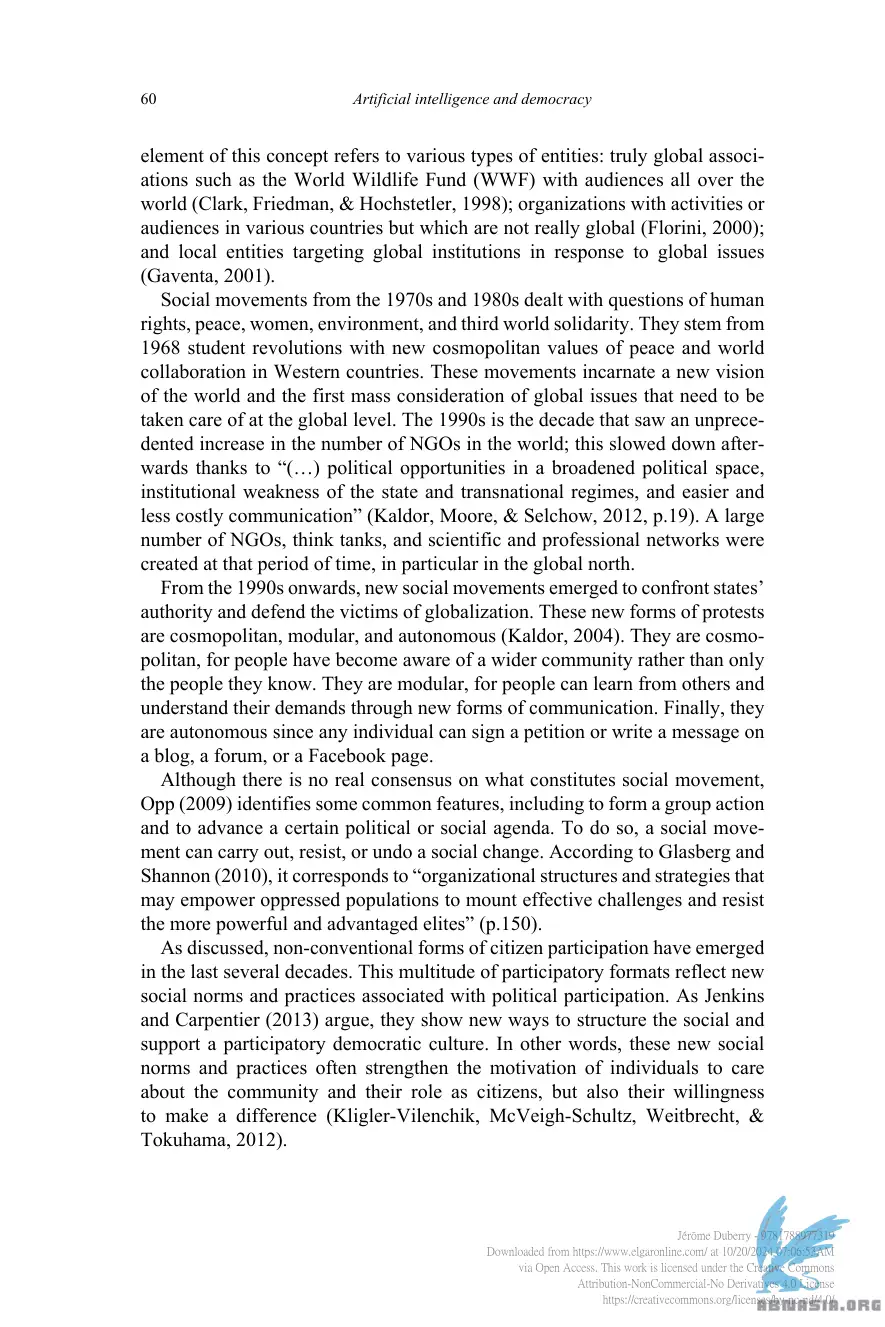 60
Artificial intelligence and democracy
element of this concept refers to various types of entities: truly global associ-
ations such as the World Wildlife Fund (WWF) with audiences all over the
world (Clark, Friedman, & Hochstetler, 1998); organizations with activities or
audiences in various countries but which are not really global (Florini, 2000);
and local entities targeting global institutions in response to global issues
(Gaventa, 2001).
Social movements from the 1970s and 1980s dealt with questions of human
rights, peace, women, environment, and third world solidarity. They stem from
1968 student revolutions with new cosmopolitan values of peace and world
collaboration in Western countries. These movements incarnate a new vision
of the world and the first mass consideration of global issues that need to be
taken care of at the global level. The 1990s is the decade that saw an unprece-
dented increase in the number of NGOs in the world; this slowed down after-
wards thanks to “(…) political opportunities in a broadened political space,
institutional weakness of the state and transnational regimes, and easier and
less costly communication” (Kaldor, Moore, & Selchow, 2012, p.19). A large
number of NGOs, think tanks, and scientific and professional networks were
created at that period of time, in particular in the global north.
From the 1990s onwards, new social movements emerged to confront states’
authority and defend the victims of globalization. These new forms of protests
are cosmopolitan, modular, and autonomous (Kaldor, 2004). They are cosmo-
politan, for people have become aware of a wider community rather than only
the people they know. They are modular, for people can learn from others and
understand their demands through new forms of communication. Finally, they
are autonomous since any individual can sign a petition or write a message on
a blog, a forum, or a Facebook page.
Although there is no real consensus on what constitutes social movement,
Opp (2009) identifies some common features, including to form a group action
and to advance a certain political or social agenda. To do so, a social move-
ment can carry out, resist, or undo a social change. According to Glasberg and
Shannon (2010), it corresponds to “organizational structures and strategies that
may empower oppressed populations to mount effective challenges and resist
the more powerful and advantaged elites” (p.150).
As discussed, non-conventional forms of citizen participation have emerged
in the last several decades. This multitude of participatory formats reflect new
social norms and practices associated with political participation. As Jenkins
and Carpentier (2013) argue, they show new ways to structure the social and
support a participatory democratic culture. In other words, these new social
norms and practices often strengthen the motivation of individuals to care
about the community and their role as citizens, but also their willingness
to make a difference (Kligler-Vilenchik, McVeigh-Schultz, Weitbrecht, &
Tokuhama, 2012).
Jérôme Duberry - 9781788977319
Downloaded from https://www.elgaronline.com/ at 10/20/2024 07:06:52AM
via Open Access. This work is licensed under the Creative Commons
Attribution-NonCommercial-No Derivatives 4.0 License
https://creativecommons.org/licenses/by-nc-nd/4.0/
ABNASIA.ORG